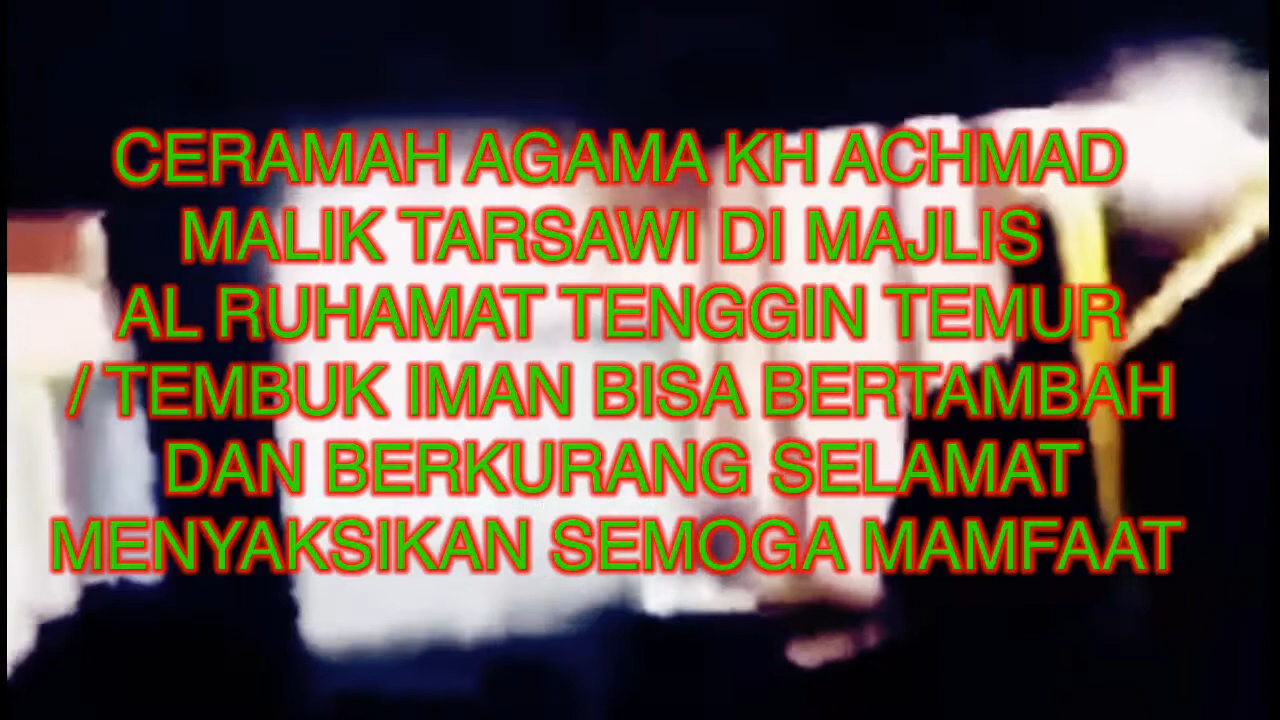 CERAMAH AGAMA KH ACHMAD
MALIK TARSAWI DI MAJLIS
AL RUHAMAT TENGGIN TEMUR
/ TEMBUK IMAN BISA BERTAMBAH
DAN BERKURANG SELAMAT
MENYAKSIKAN SEMOGA MAMFAAT